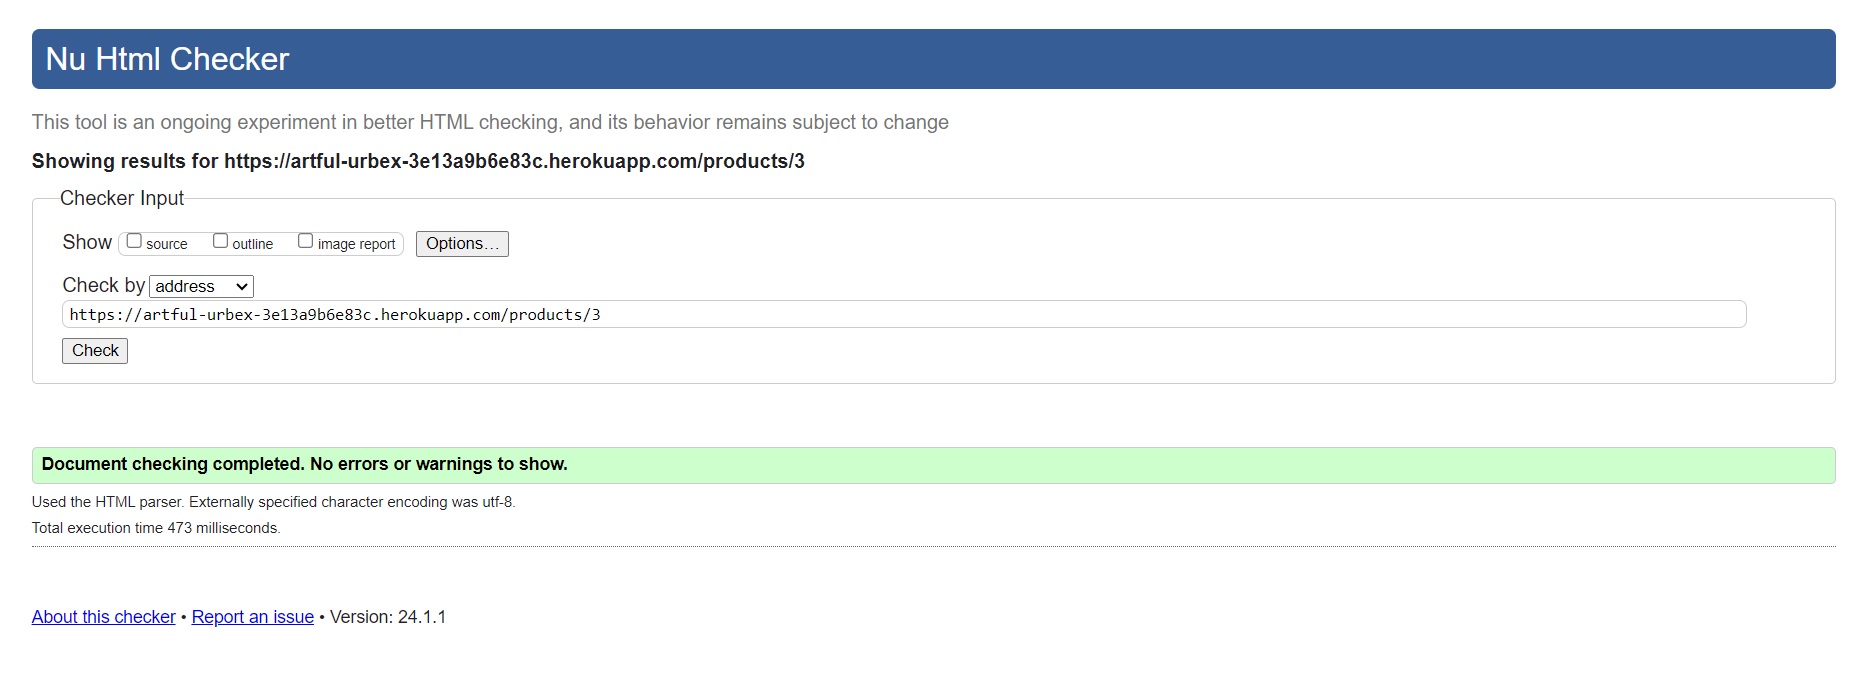 Nu Html Checker
This tool is an ongoing experiment in better HTML checking, and its behavior remains subject to change
Showing results for https://artful-urbex-3e13a9b6e83c.herokuapp.com/products/3
Checker Input
Show source outline image report Options...
Check by address
https://artful-urbex-3e13a9b6e83c.herokuapp.com/products/3
Check
Document checking completed. No errors or warnings to show.
Used the HTML parser. Externally specified character encoding was utf-8.
Total execution time 473 milliseconds.
About this checker • Report an issue • Version: 24.1.1